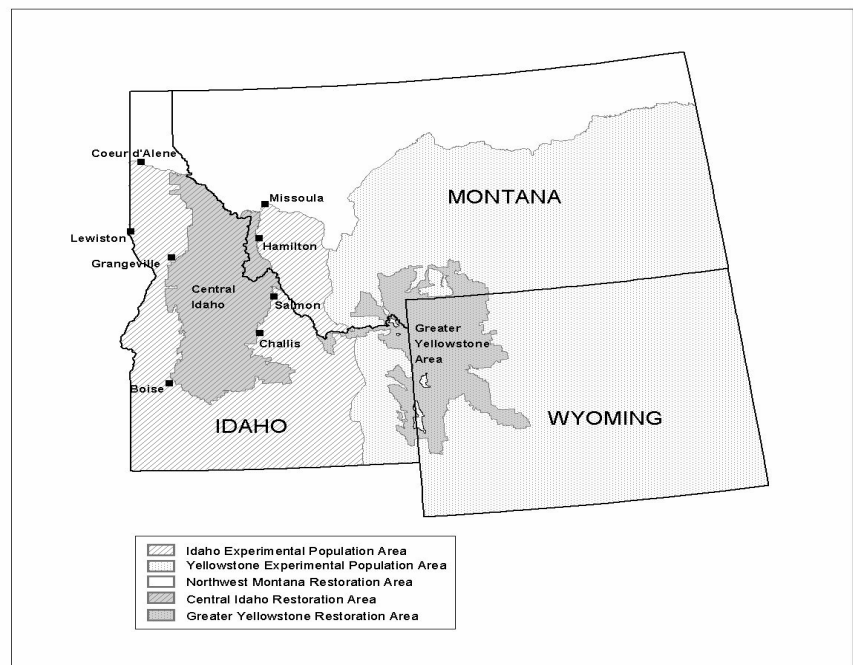 Coeur d'Alene
Missoula
MONTANA
Lewiston
Hamilton
Grangeville
Central
Idaho
Salmon
Greater
Yellowstone
Area
Challis
Boise
IDAHO
WYOMING
Idaho Experimental Population Area
Yellowstone Experimental Population Area
Northwest Montana Restoration Area
Central Idaho Restoration Area
Greater Yellowstone Restoration Area